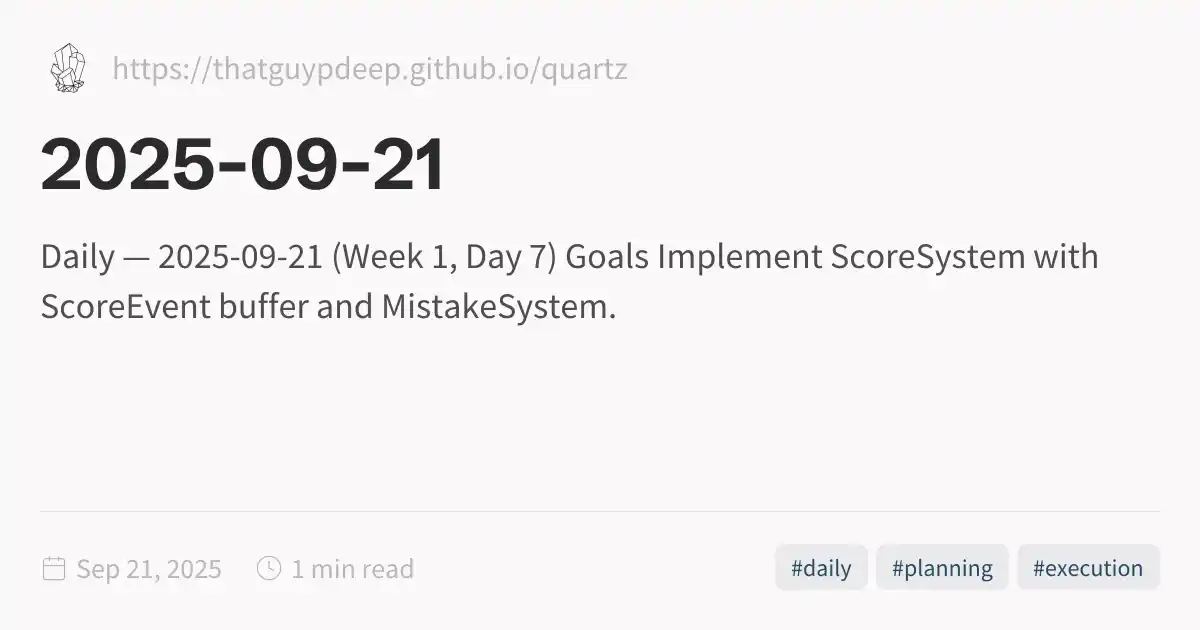 https://thatguypdeep.github.io/quartz
2025-09-21
Daily — 2025-09-21 (Week 1, Day 7) Goals Implement ScoreSystem with
ScoreEvent buffer and MistakeSystem.
Sep 21, 2025 1 min read #daily #planning #execution